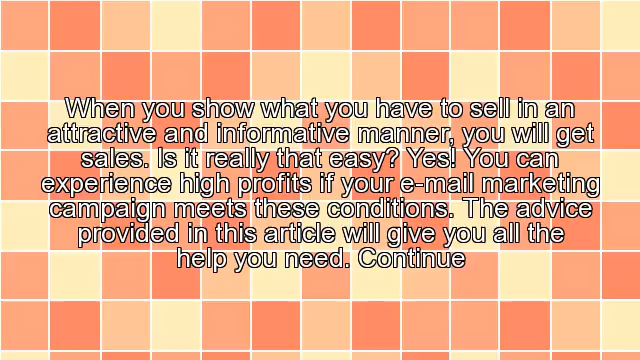 When you show what you have to sell in an
attractive and informative manner, you will get
sales. Is it really that easy? Yes! You can
experience high profits if your e-mail marketing
campaign meets these conditions. The advice
provided in this article will give you all the
help you need. Continue